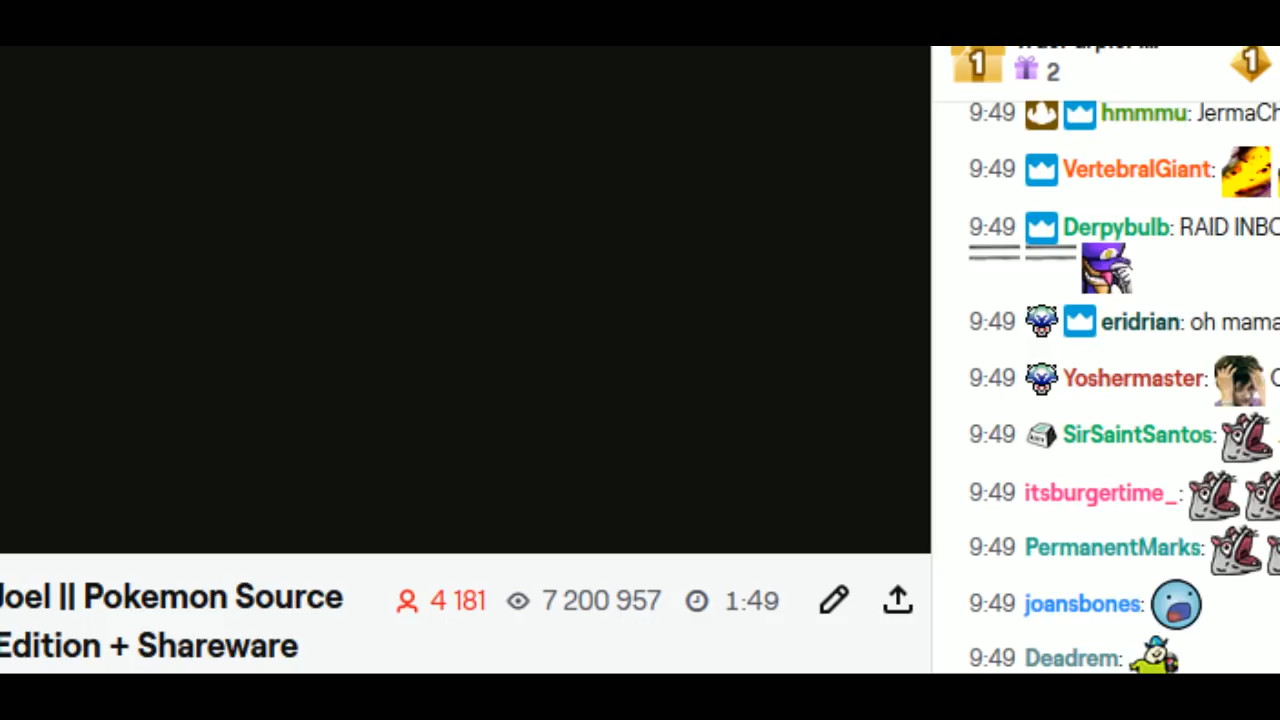 1
2
1
9:49 hmmmu: JermaCh
9:49 VertebralGiant:
9:49 Derpybulb: RAID INBO
9:49 eridrian: oh mama
9:49 Yoshermaster:
9:49 SirSaintSantos:
9:49 itsburgertime_:
9:49 PermanentMarks:
9:49 joansbones:
9:49 Deadrem:
Joel || Pokemon Source
Edition + Shareware
4 181
7 200 957
1:49